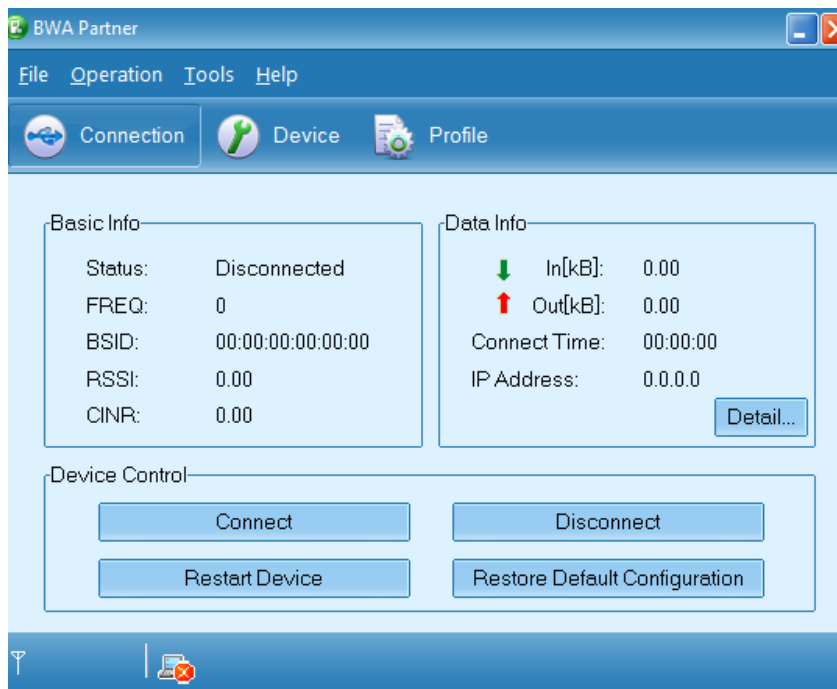 BWA Partner
File Operation Tools Help
Connection Device Profile
Basic Info
Status: Disconnected
FREQ: 0
BSID: 00:00:00:00:00:00
RSSI: 0.00
CINR: 0.00
Data Info
In[kB]: 0.00
Out[kB]: 0.00
Connect Time: 00:00:00
IP Address: 0.0.0.0
Detail...
Device Control
Connect Disconnect
Restart Device Restore Default Configuration